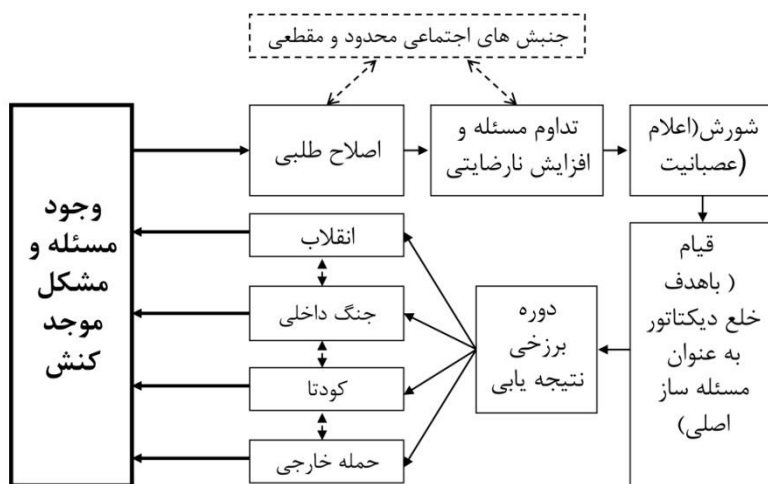 جنبش های اجتماعی محدود و مقطعی
شورش(اعلام
عصبانیت)
تداوم مسئله و
افزایش نارضایتی
اصلاح طلبی
وجود
مسئله و
مشکل
موجد
کنش
قیام
( باهدف
خلع دیکتاتور
به عنوان
مسئله ساز
اصلی)
دوره
برزخی
نتیجه یابی
انقلاب
جنگ داخلی
کودتا
حمله خارجی